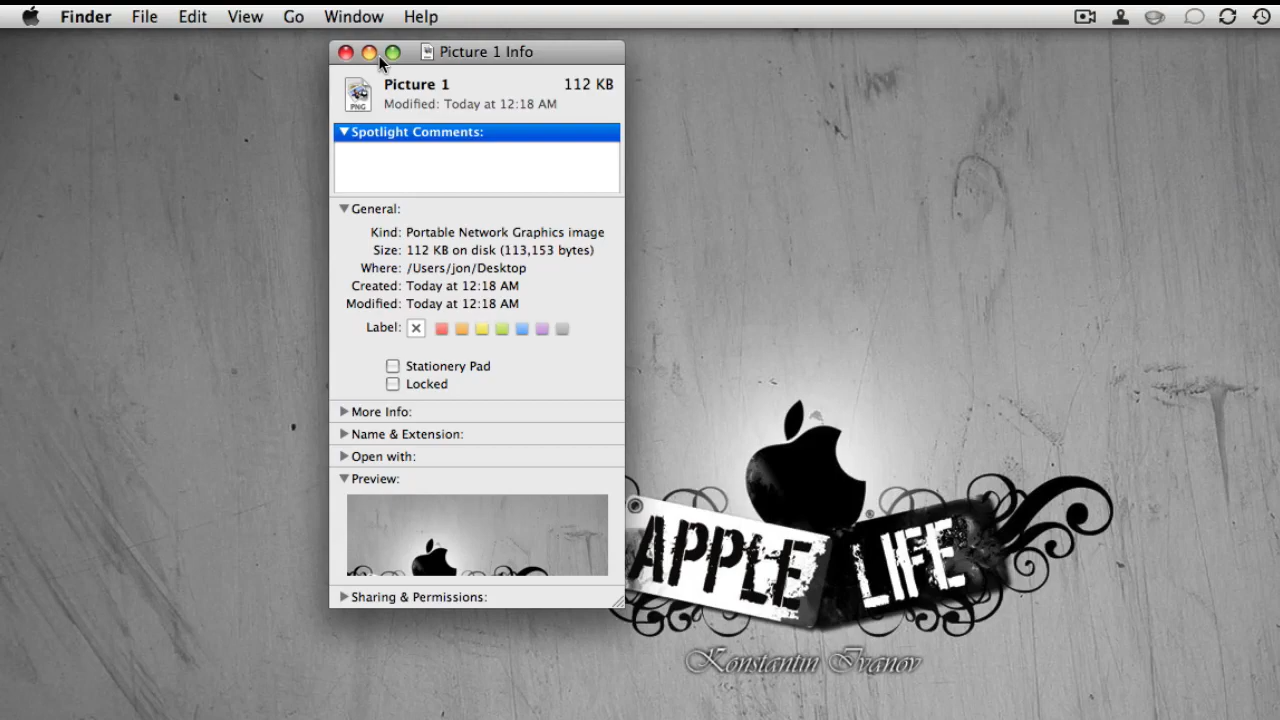 Finder File Edit View Go Window Help
Picture 1 Info
Picture 1 112 KB
Modified: Today at 12:18 AM
PNG
Spotlight Comments:
General:
Kind: Portable Network Graphics image
Size: 112 KB on disk (113,153 bytes)
Where: /Users/jon/Desktop
Created: Today at 12:18 AM
Modified: Today at 12:18 AM
Label:
Stationery Pad
Locked
More Info:
Name & Extension:
Open with:
Preview:
Sharing & Permissions:
®
APPLE LIFE
Konstantin Ivanov